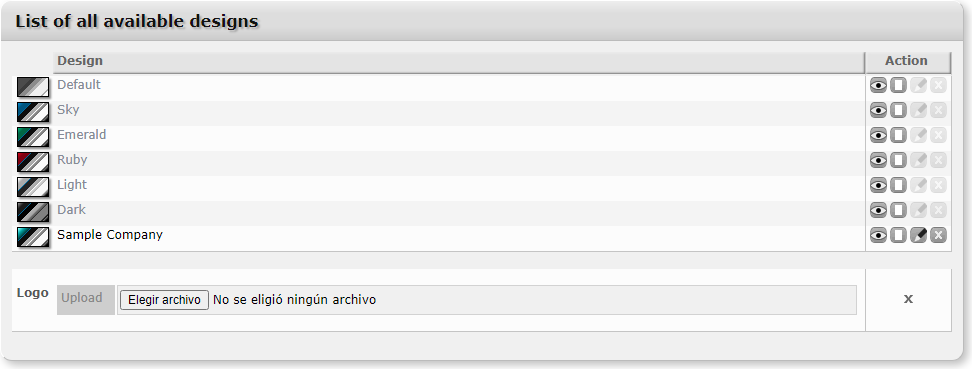 List of all available designs
Design Action
Default
Sky
Emerald
Ruby
Light
Dark
Sample Company
Logo Upload Elegir archivo No se eligió ningún archivo x